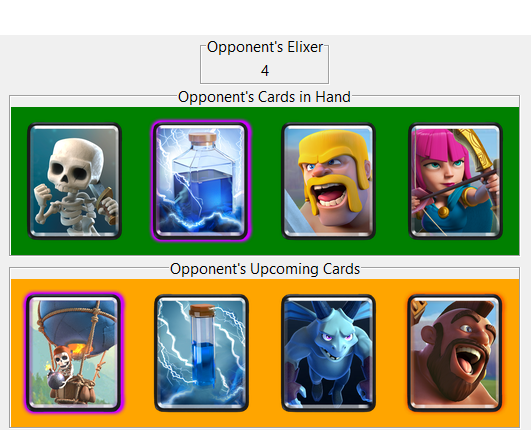 Opponent's Elixer
4
Opponent's Cards in Hand
Opponent's Upcoming Cards